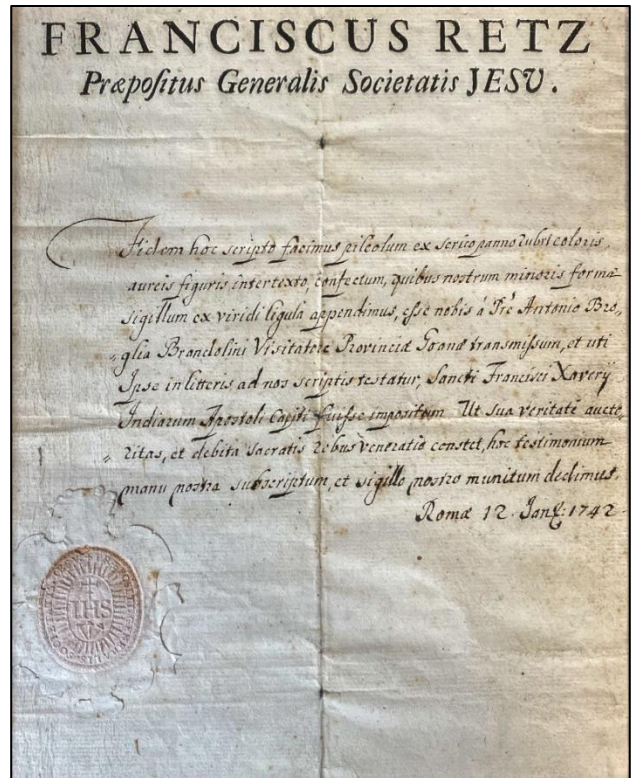 FRANCISCUS RETZ
Præpositus Generalis Societatis JESU.
Fidem hoc scripto facimus pileolum ex serico panno rubri coloris,
aureis figuris intertexto, confectum, quibus nostrum minoris formæ
sigillum ex viridi ligula appendimus, esse nobis á Pr̃e Antonio Bro„
„glia Brandolini Visitatore Provinciæ Goanæ transmissum, et uti
Ipse in litteris ad nos scriptis testatur, Sancti Francisci Xaverij
Indiarum Apostoli Capiti fuisse impositum. Ut sua veritati aucto„
„ritas, et debita sacratis rebus veneratio constet, hoc testimonium
manu nostra subscriptum, et sigillo nostro munitum dedimus.
Romæ 12. Jan: 1742
IHS